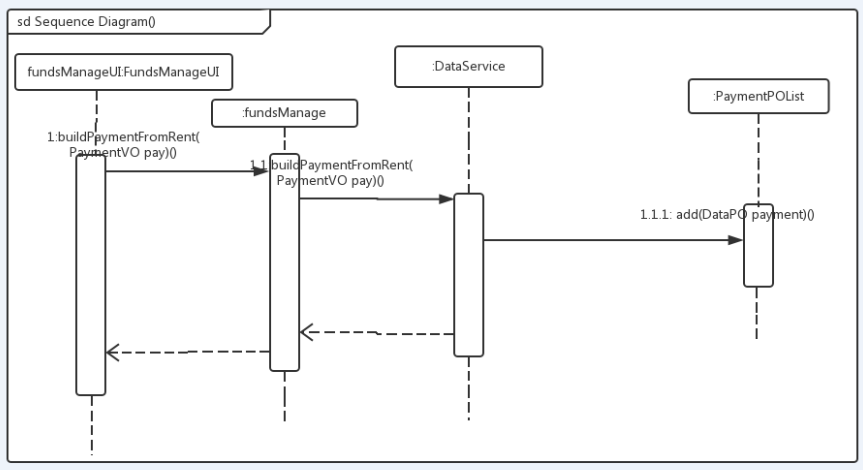 sd Sequence Diagram()
:DataService
fundsManageUI:FundsManageUI
:PaymentPOList
:fundsManage
1:buildPaymentFromRent(
PaymentVO pay)()
1.1:buildPaymentFromRent(
PaymentVO pay)()
1.1.1: add(DataPO payment)()